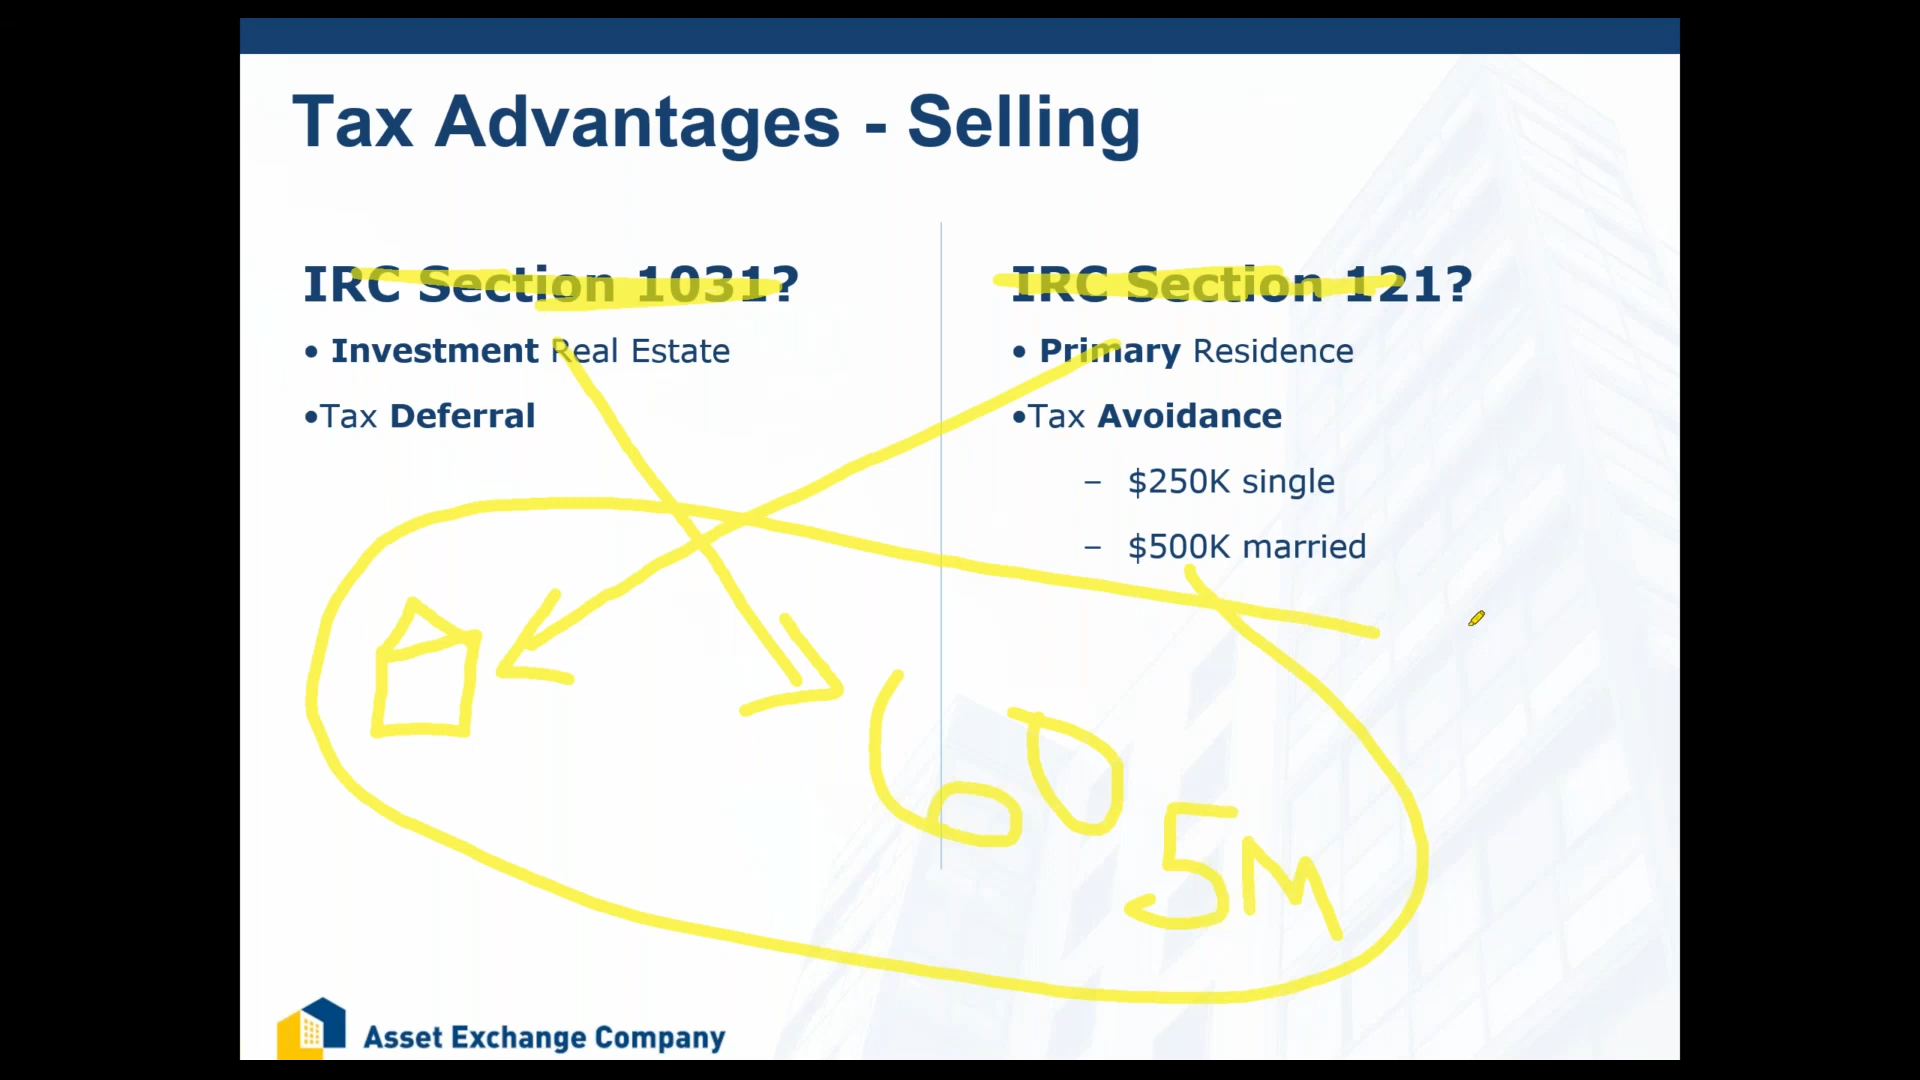 Tax Advantages - Selling
IRC Section 1031?
• Investment Real Estate
•Tax Deferral
IRC Section 121?
• Primary Residence
•Tax Avoidance
– $250K single
– $500K married
60
5M
Asset Exchange Company